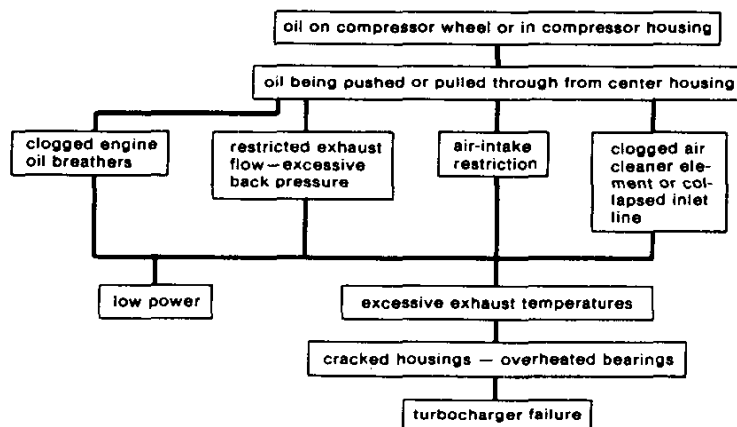 oil on compressor wheel or in compressor housing
oil being pushed or pulled through from center housing
clogged engine
oil breathers
restricted exhaust
flow—excessive
back pressure
air-intake
restriction
clogged air
cleaner ele-
ment or col-
lapsed inlet
line
low power
excessive exhaust temperatures
cracked housings — overheated bearings
turbocharger failure